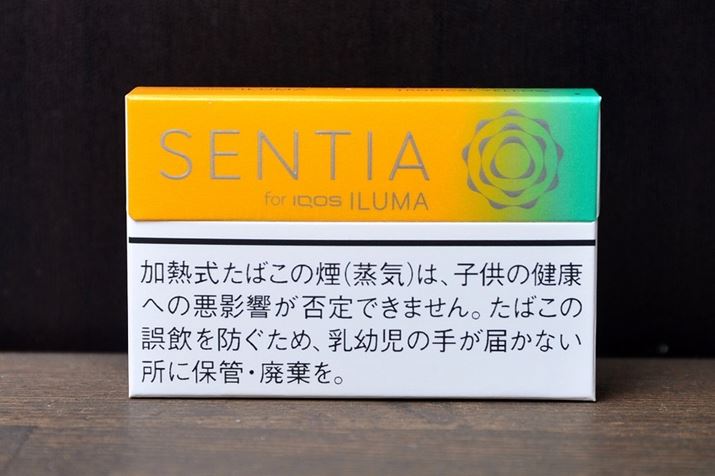 SENTIA
for IQOS ILUMA
加熱式たばこの煙(蒸気)は、子供の健康
への悪影響が否定できません。たばこの
誤飲を防ぐため、乳幼児の手が届かない
所に保管・廃棄を。